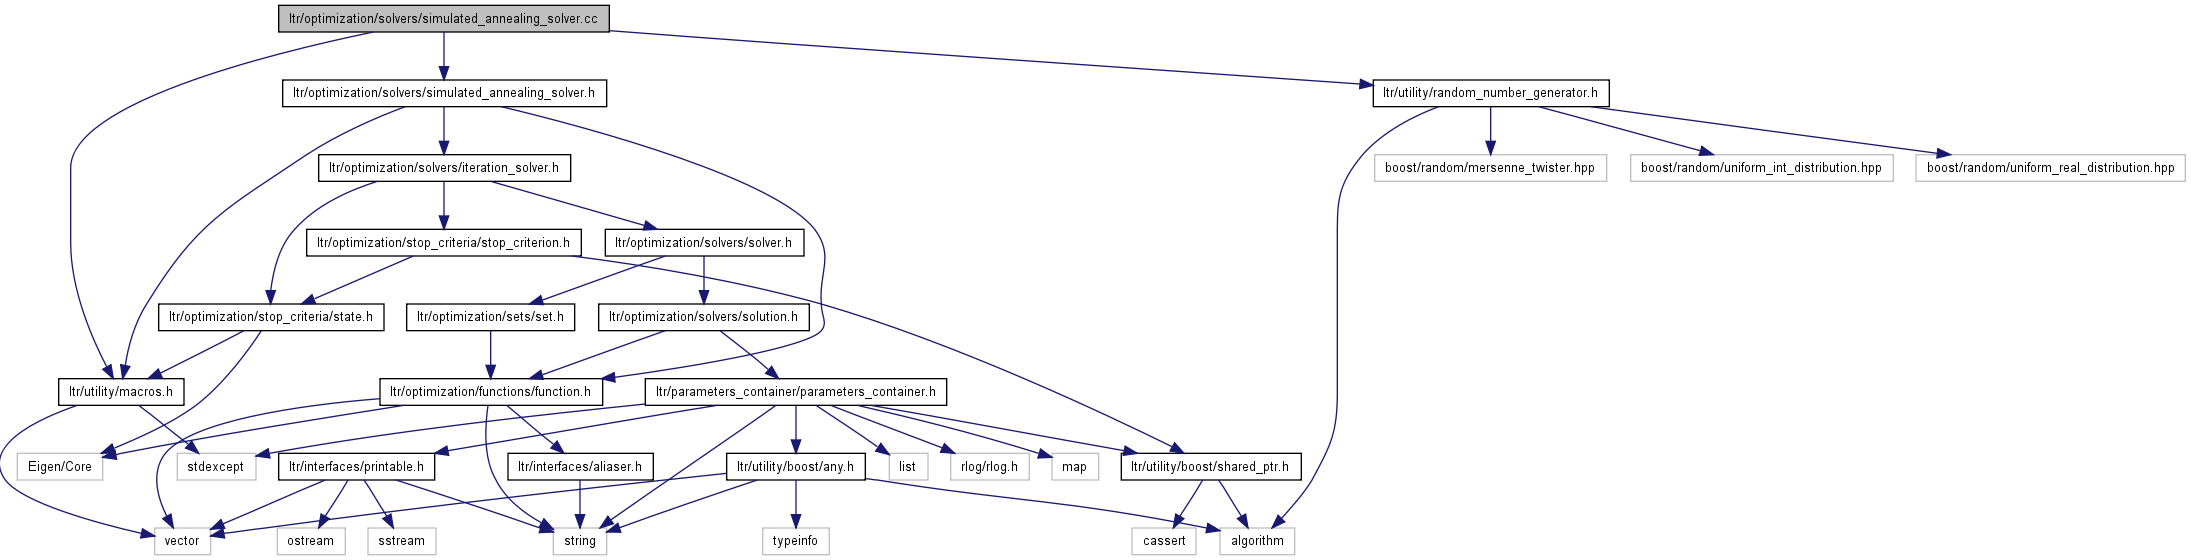 ltr/optimization/solvers/simulated_annealing_solver.cc
ltr/optimization/solvers/simulated_annealing_solver.h
ltr/utility/random_number_generator.h
ltr/optimization/solvers/iteration_solver.h
boost/random/mersenne_twister.hpp
boost/random/uniform_int_distribution.hpp
boost/random/uniform_real_distribution.hpp
ltr/optimization/stop_criteria/stop_criterion.h
ltr/optimization/solvers/solver.h
ltr/optimization/stop_criteria/state.h
ltr/optimization/sets/set.h
ltr/optimization/solvers/solution.h
ltr/utility/macros.h
ltr/optimization/functions/function.h
ltr/parameters_container/parameters_container.h
Eigen/Core
stdexcept
ltr/interfaces/printable.h
ltr/interfaces/aliaser.h
ltr/utility/boost/any.h
list
rlog/rlog.h
map
ltr/utility/boost/shared_ptr.h
vector
ostream
sstream
string
typeinfo
cassert
algorithm